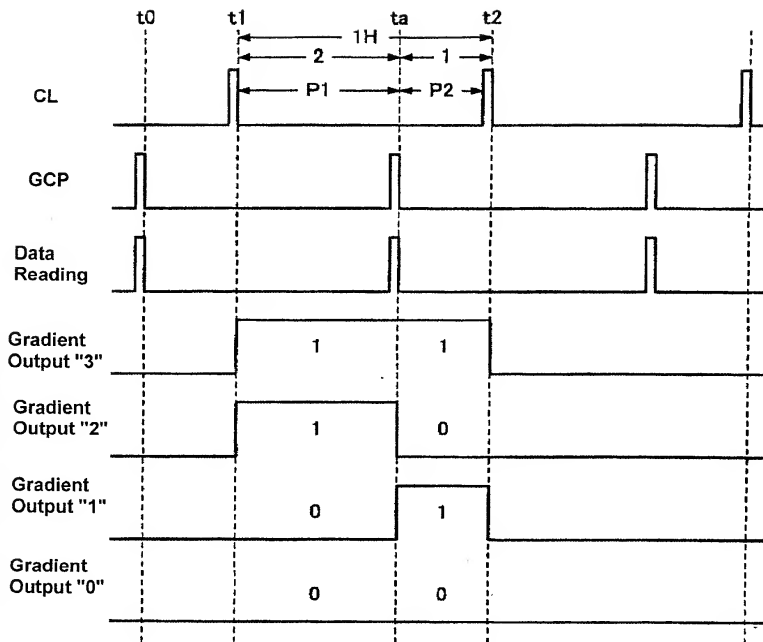 t0 t1 ta t2
1H
2 1
CL P1 P2
GCP
Data
Reading
Gradient
Output "3" 1 1
Gradient
Output "2" 1 0
Gradient
Output "1" 0 1
Gradient
Output "0" 0 0